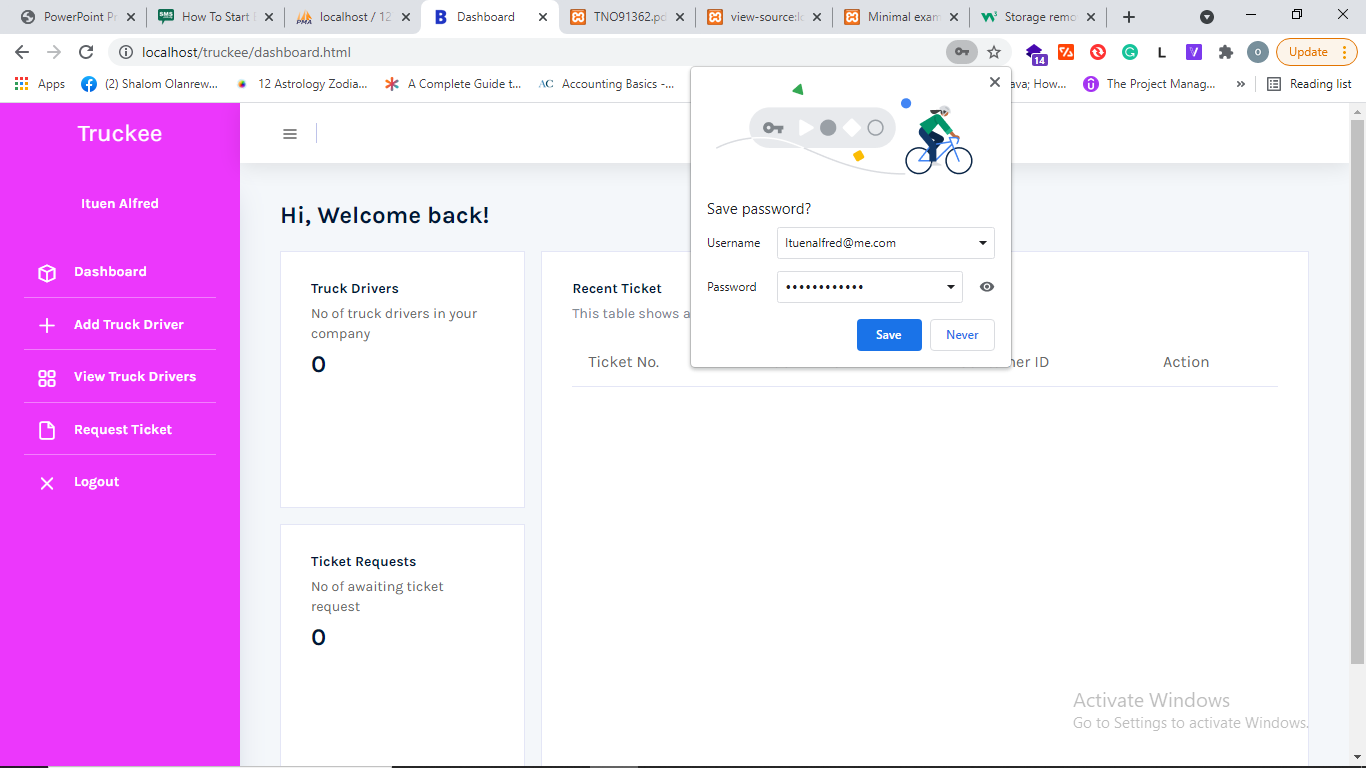 PowerPoint Pr
How To Start
localhost / 12
Dashboard
TNO91362.pd
view-source:lo
Minimal exam
Storage remo
localhost/truckee/dashboard.html
14
L
o
Update
Apps
(2) Shalom Olanrew...
12 Astrology Zodia...
A Complete Guide t...
AC
Accounting Basics -...
ava; How...
The Project Manag...
»
Reading list
Truckee
Ituen Alfred
Dashboard
Add Truck Driver
View Truck Drivers
Request Ticket
Logout
Save password?
Username
Ituenalfred@me.com
Password
••••••••••••
Save
Never
Hi, Welcome back!
Truck Drivers
No of truck drivers in your
company
0
Ticket Requests
No of awaiting ticket
request
0
Recent Ticket
This table shows a
Ticket No.
ner ID
Action
Activate Windows
Go to Settings to activate Windows.